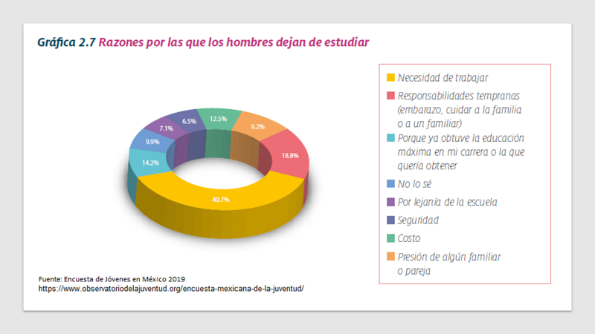 Gráfica 2.7 Razones por las que los hombres dejan de estudiar
Necesidad de trabajar
Responsabilidades tempranas
(embarazo, cuidar a la familia
o a un familiar)
Porque ya obtuve la educación
máxima en mi carrera o la que
quería obtener
No lo sé
Por lejanía de la escuela
Seguridad
Costo
Presión de algún familiar
o pareja
12.5%
6.5%
7.1%
9.9%
14.2%
18.8%
40.7%
Fuente: Encuesta de Jóvenes en México 2019
https://www.observatoriodelajuventud.org/encuesta-mexicana-de-la-juventud/